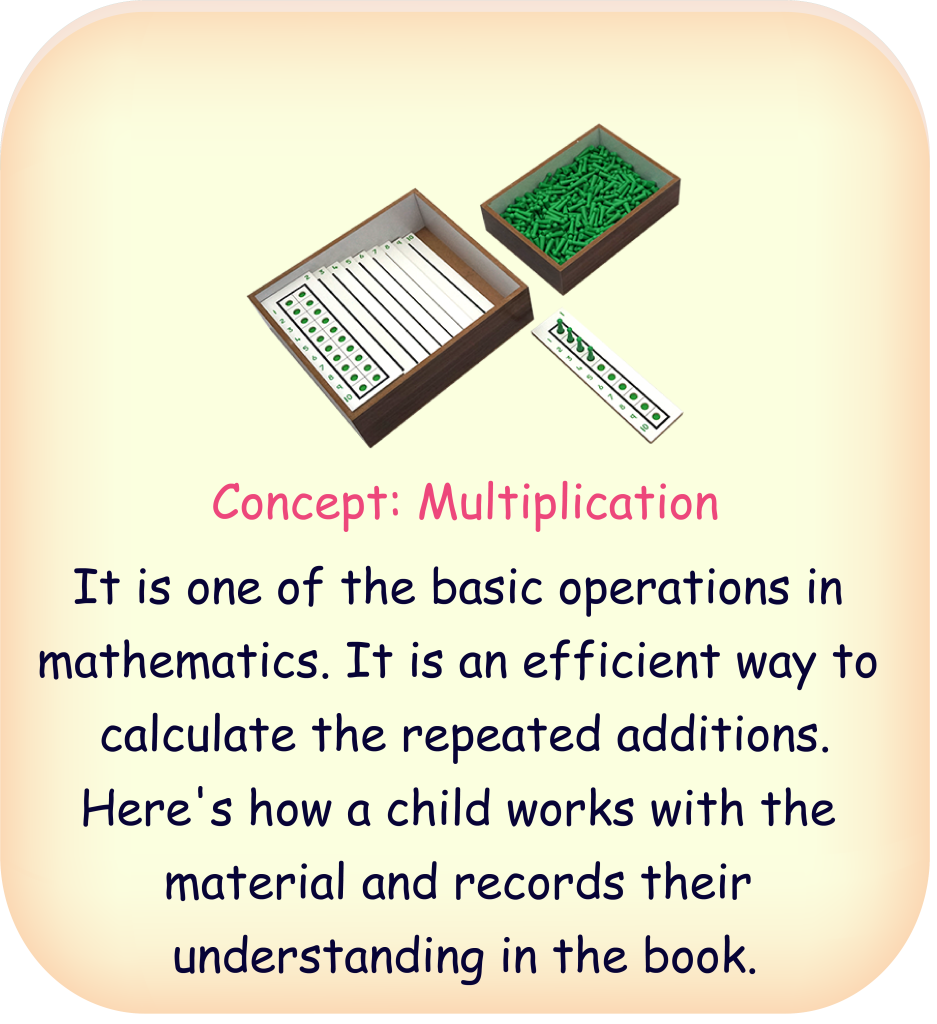 Concept: Multiplication
It is one of the basic operations in
mathematics. It is an efficient way to
calculate the repeated additions.
Here's how a child works with the
material and records their
understanding in the book.